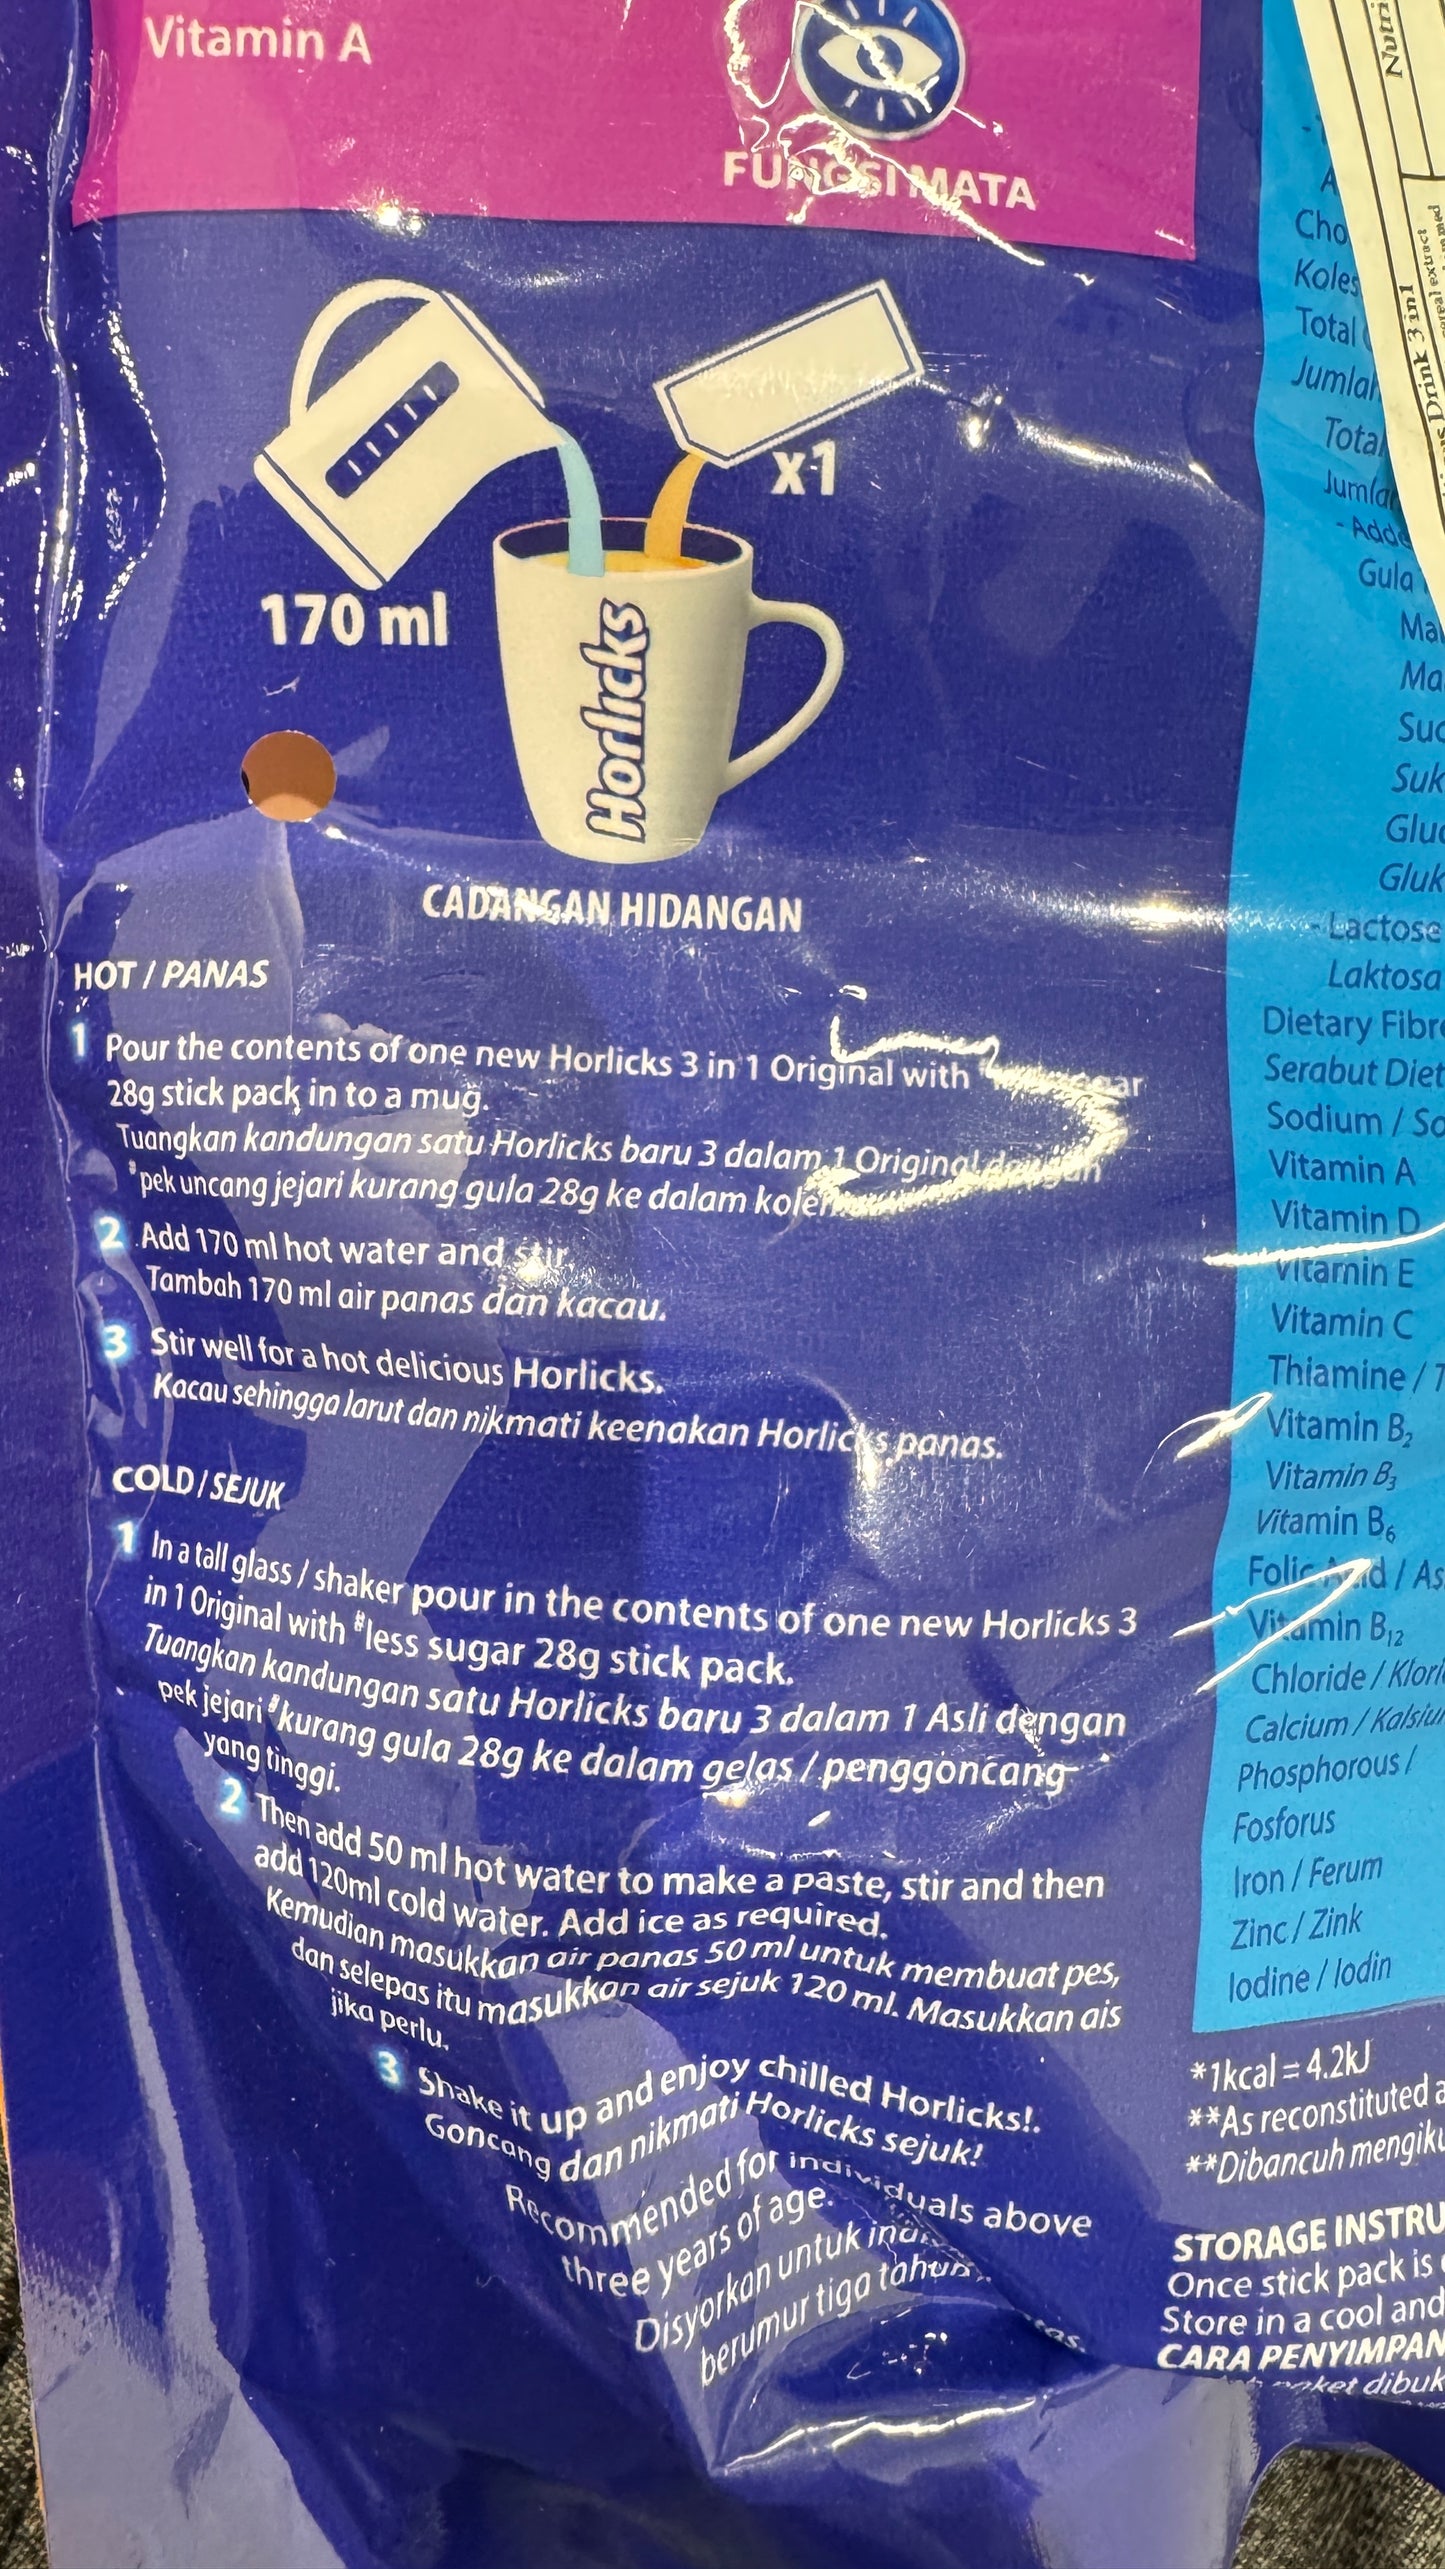 Vitamin A
FUNGSI MATA
170 ml
x1
Horlicks
CADANGAN HIDANGAN
HOT / PANAS
1 Pour the contents of one new Horlicks 3 in 1 Original with
28g stick pack in to a mug.
Tuangkan kandungan satu Horlicks baru 3 dalam 1 Original dengan
#pek uncang jejari kurang gula 28g ke dalam
2 Add 170 ml hot water and stir
Tambah 170 ml air panas dan kacau.
3 Stir well for a hot delicious Horlicks.
Kacau sehingga larut dan nikmati keenakan Horlicks panas.
COLD / SEJUK
1 In a tall glass / shaker pour in the contents of one new Horlicks 3
in 1 Original with #less sugar 28g stick pack.
Tuangkan kandungan satu Horlicks baru 3 dalam 1 Asli dengan
pek jejari #kurang gula 28g ke dalam gelas / penggoncang
yang tinggi.
2 Then add 50 ml hot water to make a paste, stir and then
add 120ml cold water. Add ice as required.
Kemudian masukkan air panas 50 ml untuk membuat pes,
dan selepas itu masukkan air sejuk 120 ml. Masukkan ais
jika perlu.
3 Shake it up and enjoy chilled Horlicks!.
Goncang dan nikmati Horlicks sejuk!
Recommended for individuals above
three years of age.
Disyorkan untuk
berumur tiga tahun
Total
Total
Gula
Lactose
Laktosa
Dietary
Serabut
Sodium /
Vitamin A
Vitamin D
Vitamin E
Vitamin C
Thiamine /
Vitamin B₂
Vitamin B₃
Vitamin B₆
Folic Acid /
Vitamin B₁₂
Chloride /
Calcium /
Phosphorous /
Fosforus
Iron / Ferum
Zinc / Zink
Iodine / Iodin
*1kcal = 4.2kJ
**As reconstituted
**Dibancuh
STORAGE
Once stick pack is
Store in a cool and
CARA
Drink 3 in1
extract